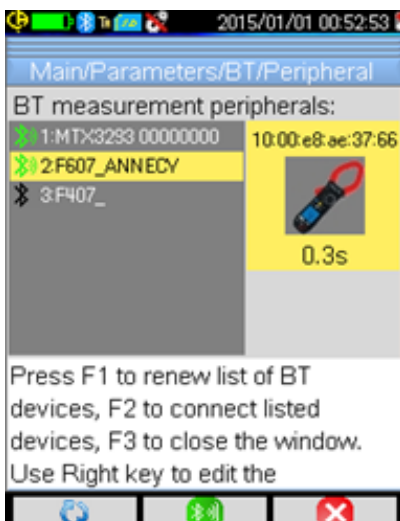 2015/01/01 00:52:53
Main/Parameters/BT/Peripheral
BT measurement peripherals:
1:MTX3293 00000000
2:F607_ANNECY
3:F407_
10:00:e8:ae:37:66
0.3s
Press F1 to renew list of BT
devices, F2 to connect listed
devices, F3 to close the window.
Use Right key to edit the